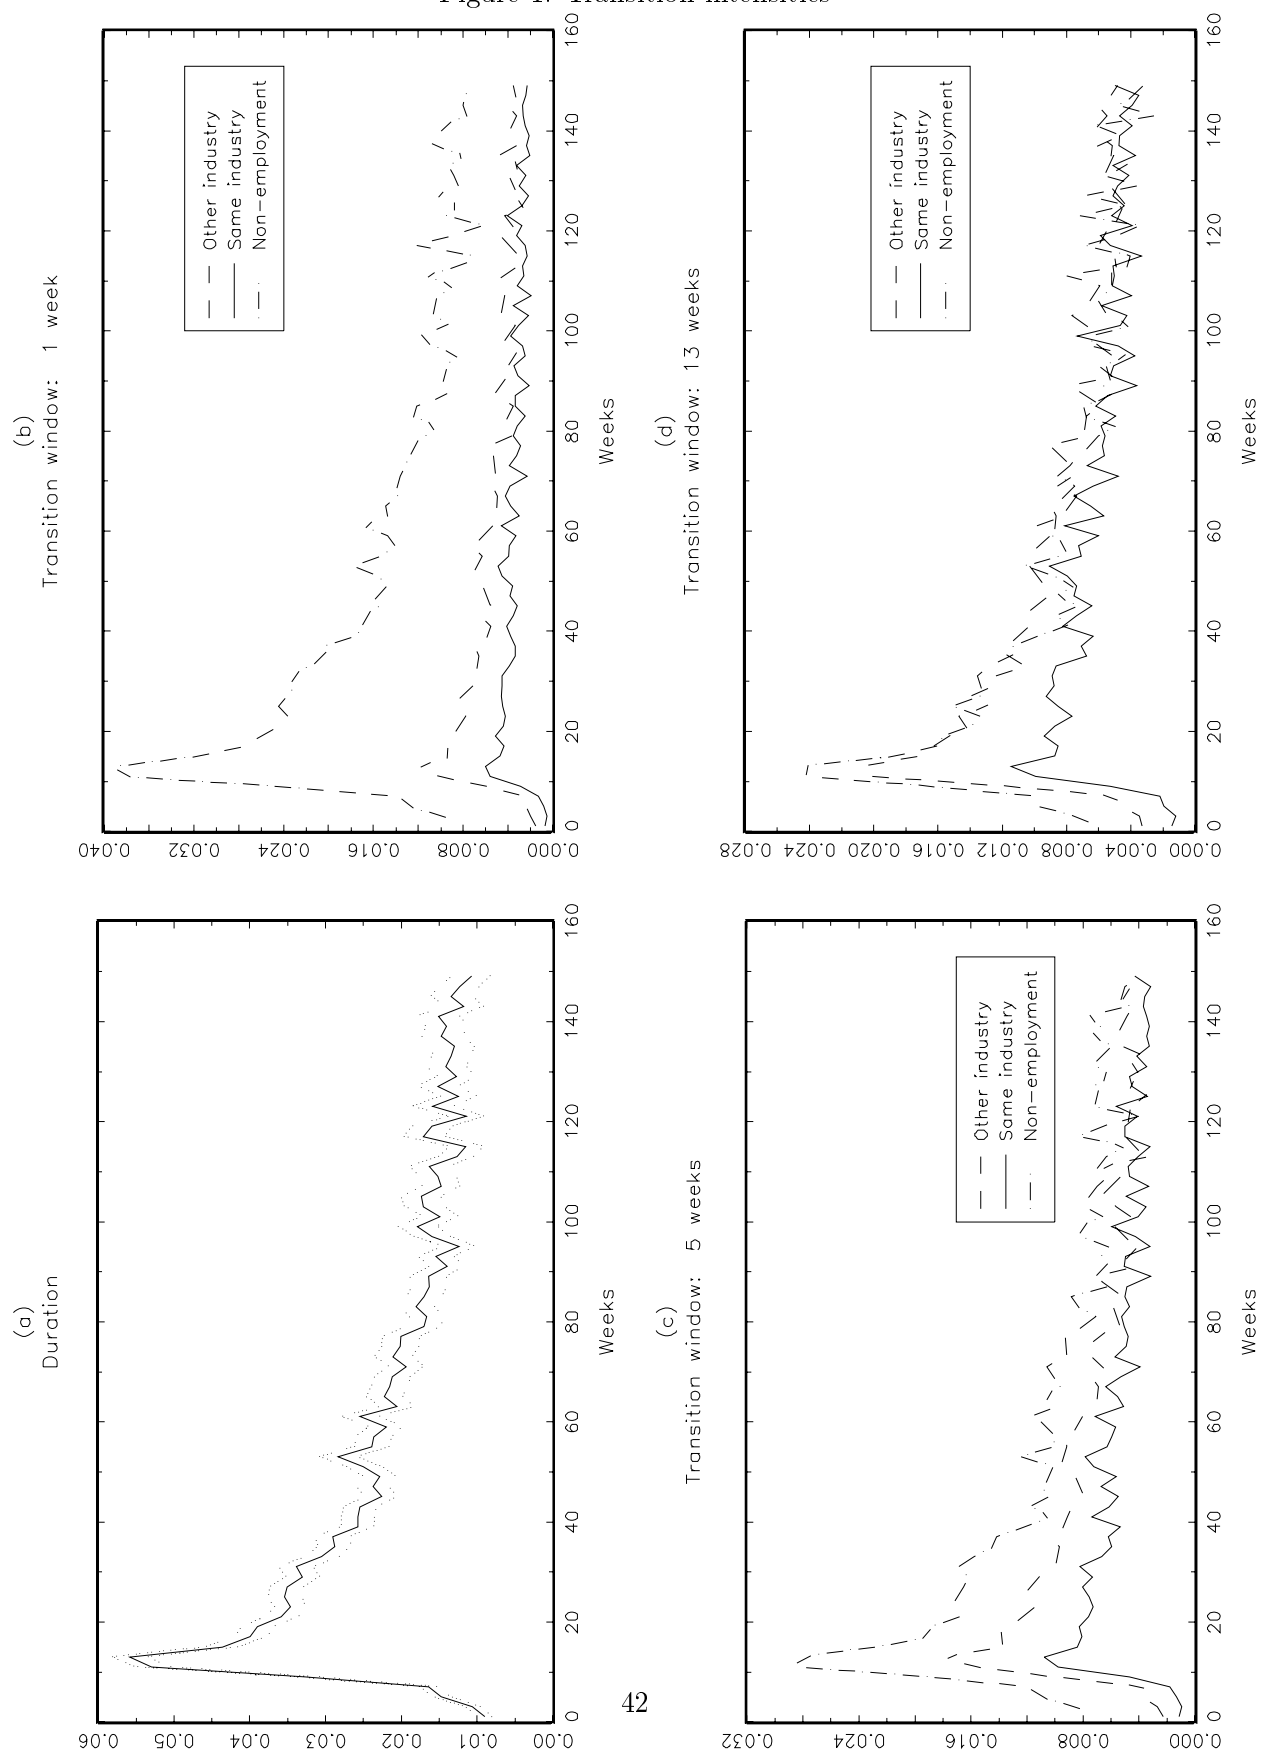 Figure 1: Transition intensities
(a)
Duration
0.06
0.05
0.04
0.03
0.02
0.01
0.00
0
20
40
60
80
100
120
140
160
Weeks
(b)
Transition window: 1 week
0.040
0.032
0.024
0.016
0.008
0.000
0
20
40
60
80
100
120
140
160
Weeks
Other industry
Same industry
Non-employment
(c)
Transition window: 5 weeks
0.032
0.024
0.016
0.008
0.000
0
20
40
60
80
100
120
140
160
Weeks
Other industry
Same industry
Non-employment
(d)
Transition window: 13 weeks
0.028
0.024
0.020
0.016
0.012
0.008
0.004
0.000
0
20
40
60
80
100
120
140
160
Weeks
Other industry
Same industry
Non-employment
42